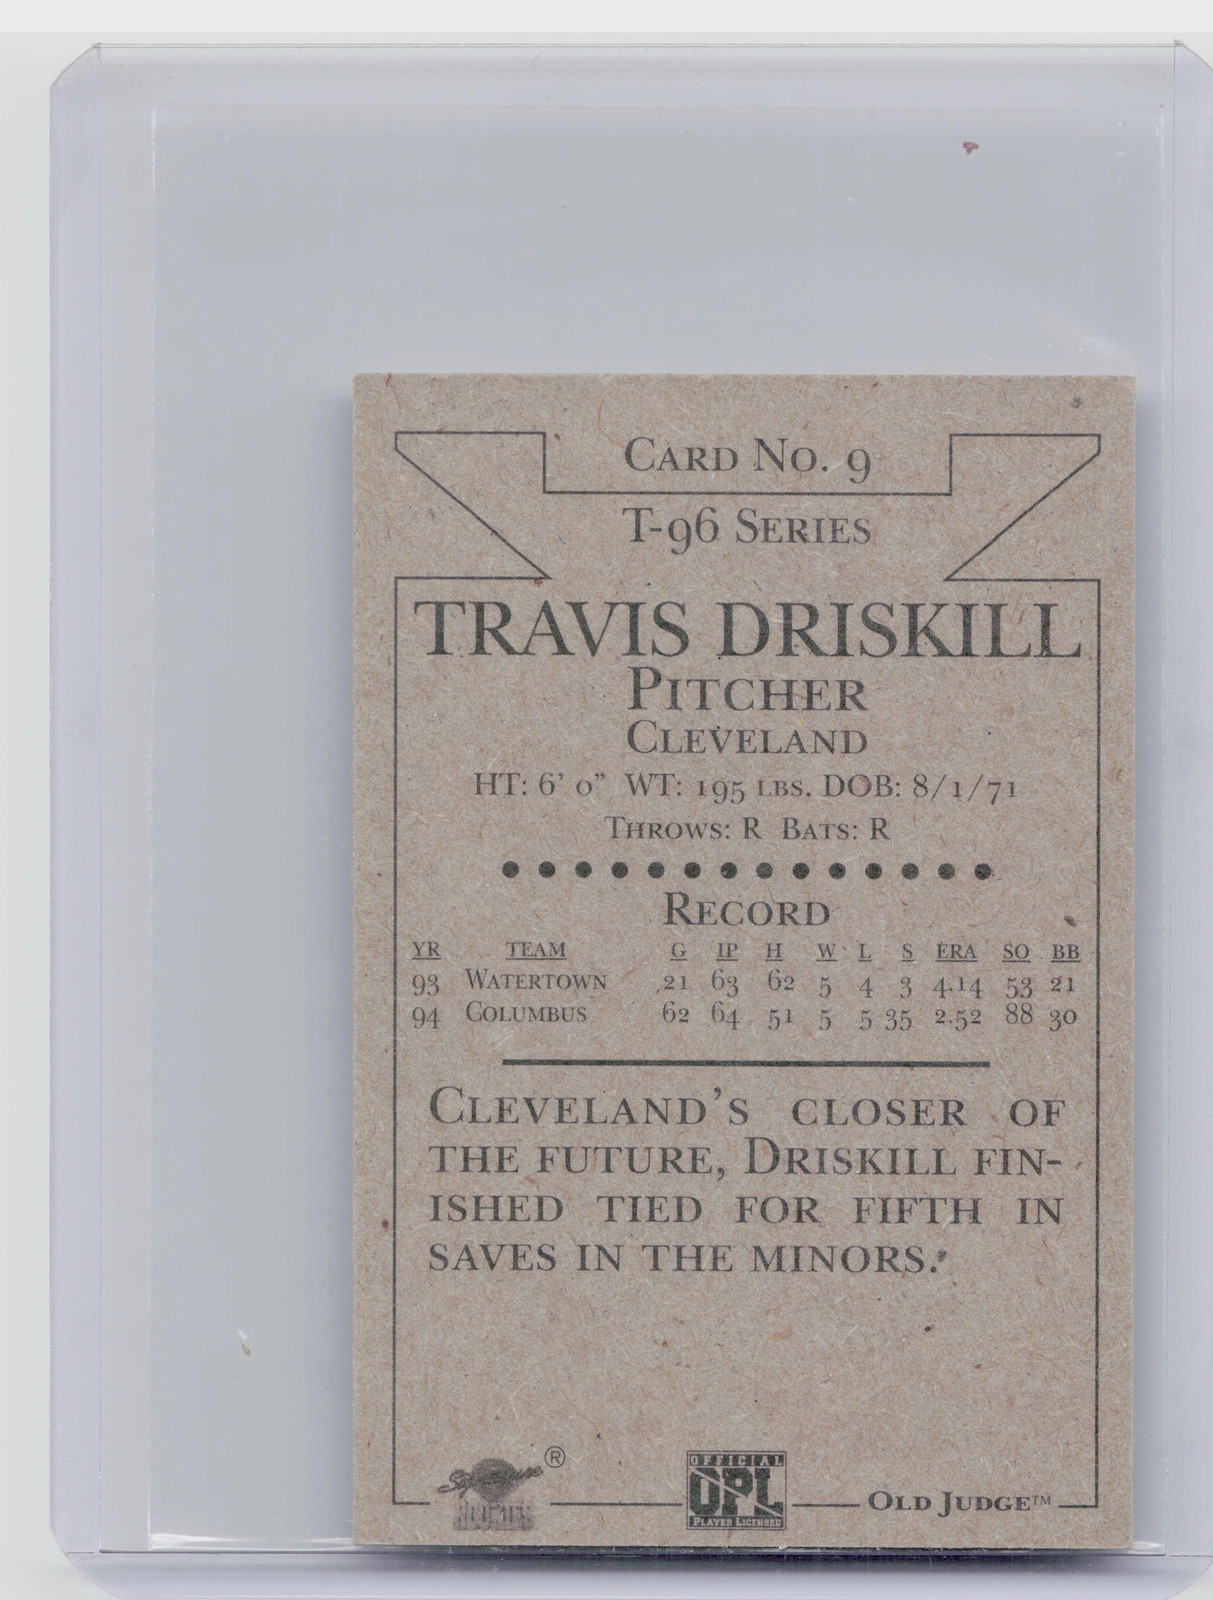 Card No. 9
T-96 Series
TRAVIS DRISKILL
Pitcher
Cleveland
HT: 6' 0" WT: 195 lbs. DOB: 8/1/71
Throws: R Bats: R
Record
YR TEAM G IP H W L S ERA SO BB
93 Watertown 21 63 62 5 4 3 4.14 53 21
94 Columbus 62 64 51 5 5 35 2.52 88 30
Cleveland's closer of
the future, Driskill fin-
ished tied for fifth in
saves in the minors.
Signature ®
ROOKIES
OFFICIAL
OPL
Player Licensed
Old Judge™